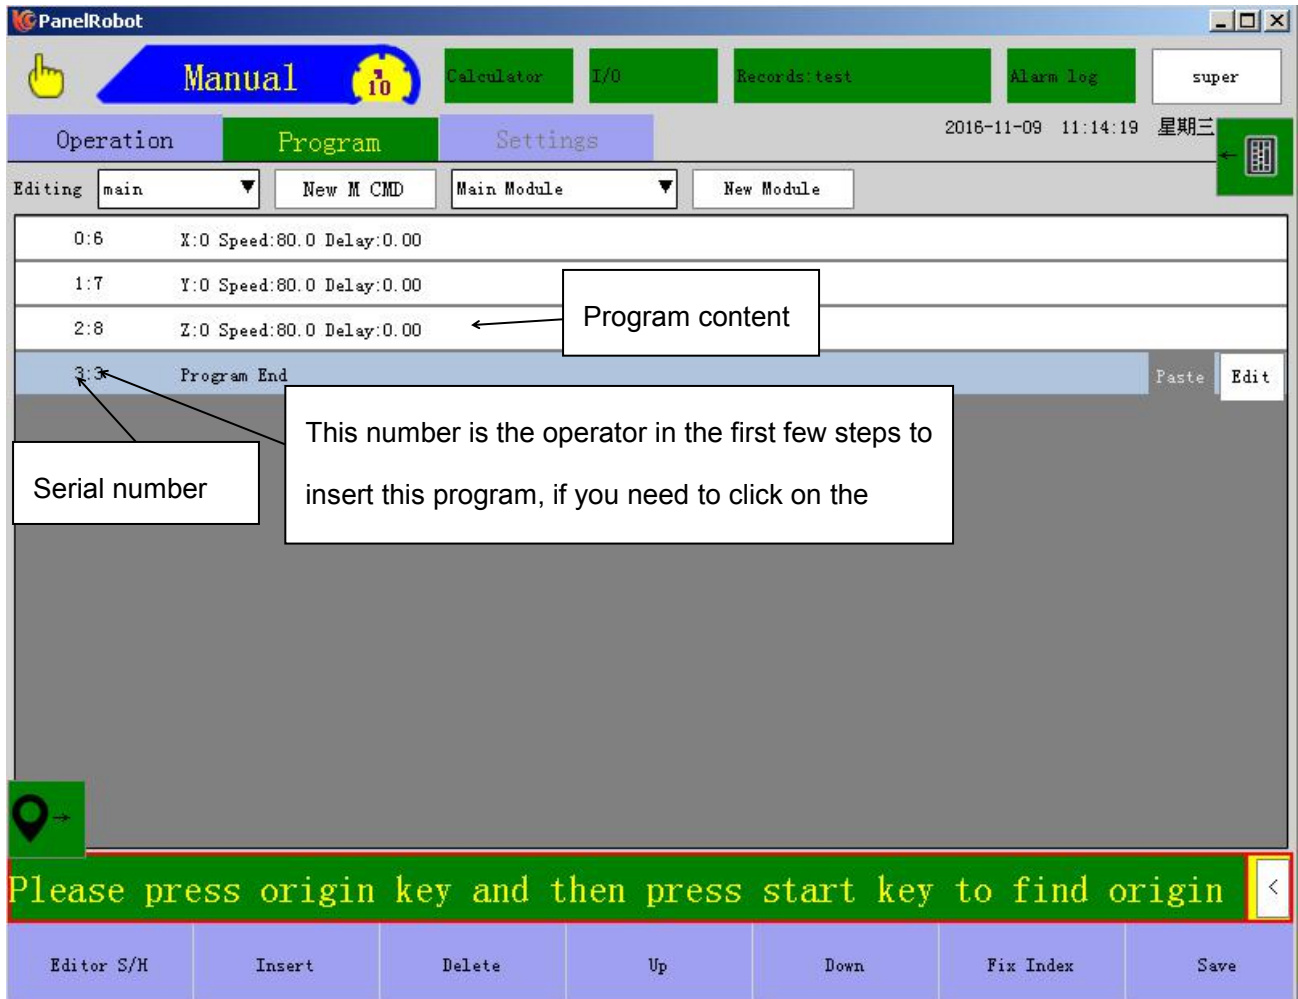 PanelRobot
Manual 10 Calculator I/O Records:test Alarm log super
Operation Program Settings 2016-11-09 11:14:19 星期三
Editing main New M CMD Main Module New Module
0:6 X:0 Speed:80.0 Delay:0.00
1:7 Y:0 Speed:80.0 Delay:0.00
2:8 Z:0 Speed:80.0 Delay:0.00
Program content
3:3 Program End Paste Edit
This number is the operator in the first few steps to
insert this program, if you need to click on the
Serial number
Please press origin key and then press start key to find origin <
Editor S/H Insert Delete Up Down Fix Index Save